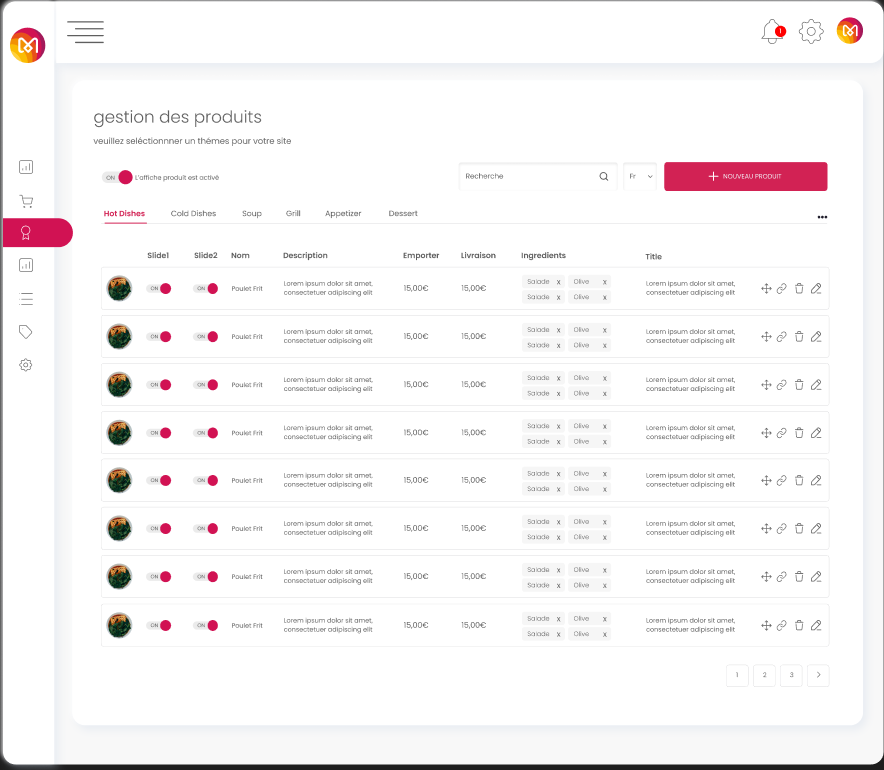 1
gestion des produits
veuillez seléctionnner un thèmes pour votre site
ON L'affiche produit est activé
Recherche
Fr
NOUVEAU PRODUIT
Hot Dishes Cold Dishes Soup Grill Appetizer Dessert
Slide1 Slide2 Nom Description Emporter Livraison Ingredients Title
ON ON Poulet Frit Lorem ipsum dolor sit amet, consectetuer adipiscing elit 15,00€ 15,00€ Salade x Olive x Salade x Olive x Lorem ipsum dolor sit amet, consectetuer adipiscing elit
ON ON Poulet Frit Lorem ipsum dolor sit amet, consectetuer adipiscing elit 15,00€ 15,00€ Salade x Olive x Salade x Olive x Lorem ipsum dolor sit amet, consectetuer adipiscing elit
ON ON Poulet Frit Lorem ipsum dolor sit amet, consectetuer adipiscing elit 15,00€ 15,00€ Salade x Olive x Salade x Olive x Lorem ipsum dolor sit amet, consectetuer adipiscing elit
ON ON Poulet Frit Lorem ipsum dolor sit amet, consectetuer adipiscing elit 15,00€ 15,00€ Salade x Olive x Salade x Olive x Lorem ipsum dolor sit amet, consectetuer adipiscing elit
ON ON Poulet Frit Lorem ipsum dolor sit amet, consectetuer adipiscing elit 15,00€ 15,00€ Salade x Olive x Salade x Olive x Lorem ipsum dolor sit amet, consectetuer adipiscing elit
ON ON Poulet Frit Lorem ipsum dolor sit amet, consectetuer adipiscing elit 15,00€ 15,00€ Salade x Olive x Salade x Olive x Lorem ipsum dolor sit amet, consectetuer adipiscing elit
ON ON Poulet Frit Lorem ipsum dolor sit amet, consectetuer adipiscing elit 15,00€ 15,00€ Salade x Olive x Salade x Olive x Lorem ipsum dolor sit amet, consectetuer adipiscing elit
ON ON Poulet Frit Lorem ipsum dolor sit amet, consectetuer adipiscing elit 15,00€ 15,00€ Salade x Olive x Salade x Olive x Lorem ipsum dolor sit amet, consectetuer adipiscing elit
1 2 3 >